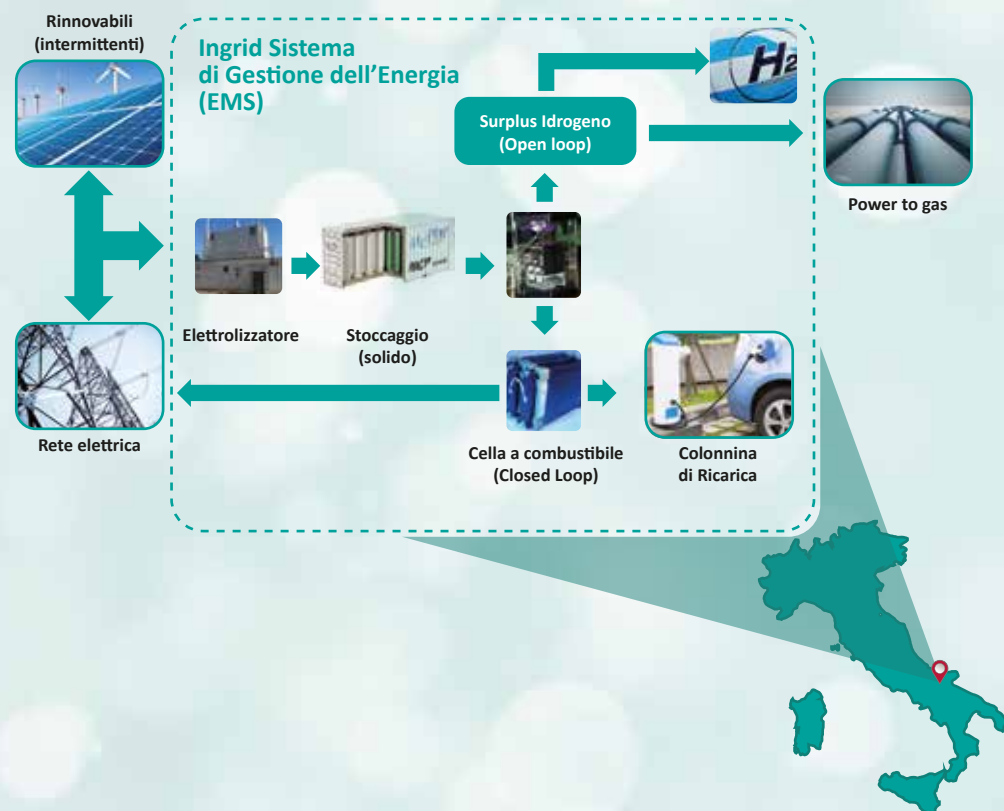 Rinnovabili
(intermittenti)
Ingrid Sistema
di Gestione dell’Energia
(EMS)
H2
Surplus Idrogeno
(Open loop)
Power to gas
Elettrolizzatore
Stoccaggio
(solido)
Rete elettrica
Cella a combustibile
(Closed Loop)
Colonnina
di Ricarica